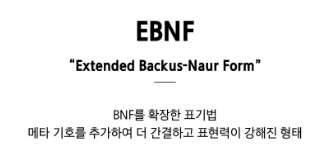 EBNF
“Extended Backus-Naur Form”
BNF를 확장한 표기법
메타 기호를 추가하여 더 간결하고 표현력이 강해진 형태